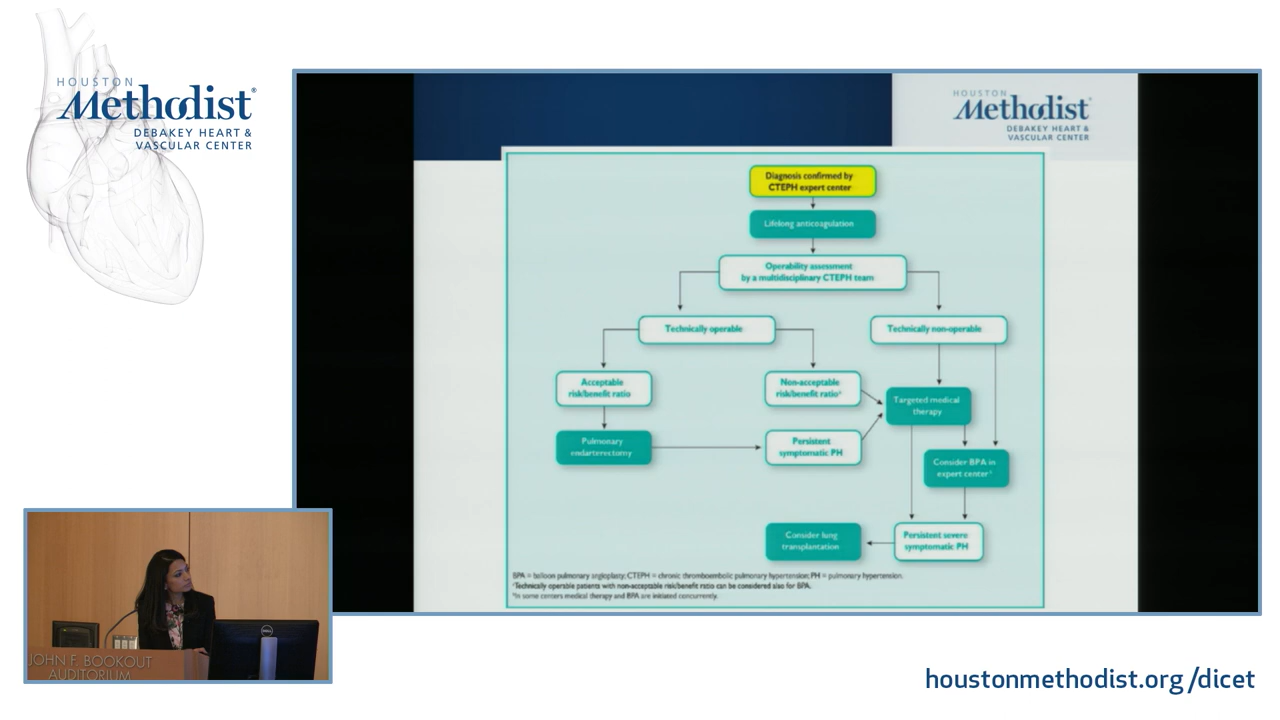 HOUSTON
Methodist®
DEBAKEY HEART &
VASCULAR CENTER
HOUSTON
Methodist®
DEBAKEY HEART &
VASCULAR CENTER
Diagnosis confirmed by
CTEPH expert center
Lifelong anticoagulation
Operability assessment
by a multidisciplinary CTEPH team
Technically operable
Technically non-operable
Acceptable
risk/benefit ratio
Non-acceptable
risk/benefit ratioᵃ
Targeted medical
therapy
Pulmonary
endarterectomy
Persistent
symptomatic PH
Consider BPA in
expert centerᵇ
Consider lung
transplantation
Persistent severe
symptomatic PH
BPA = balloon pulmonary angioplasty; CTEPH = chronic thromboembolic pulmonary hypertension; PH = pulmonary hypertension.
ᵃTechnically operable patients with non-acceptable risk/benefit ratio can be considered also for BPA.
ᵇIn some centers medical therapy and BPA are initiated concurrently.
DELL
JOHN F. BOOKOUT
AUDITORIUM
houstonmethodist.org/dicet